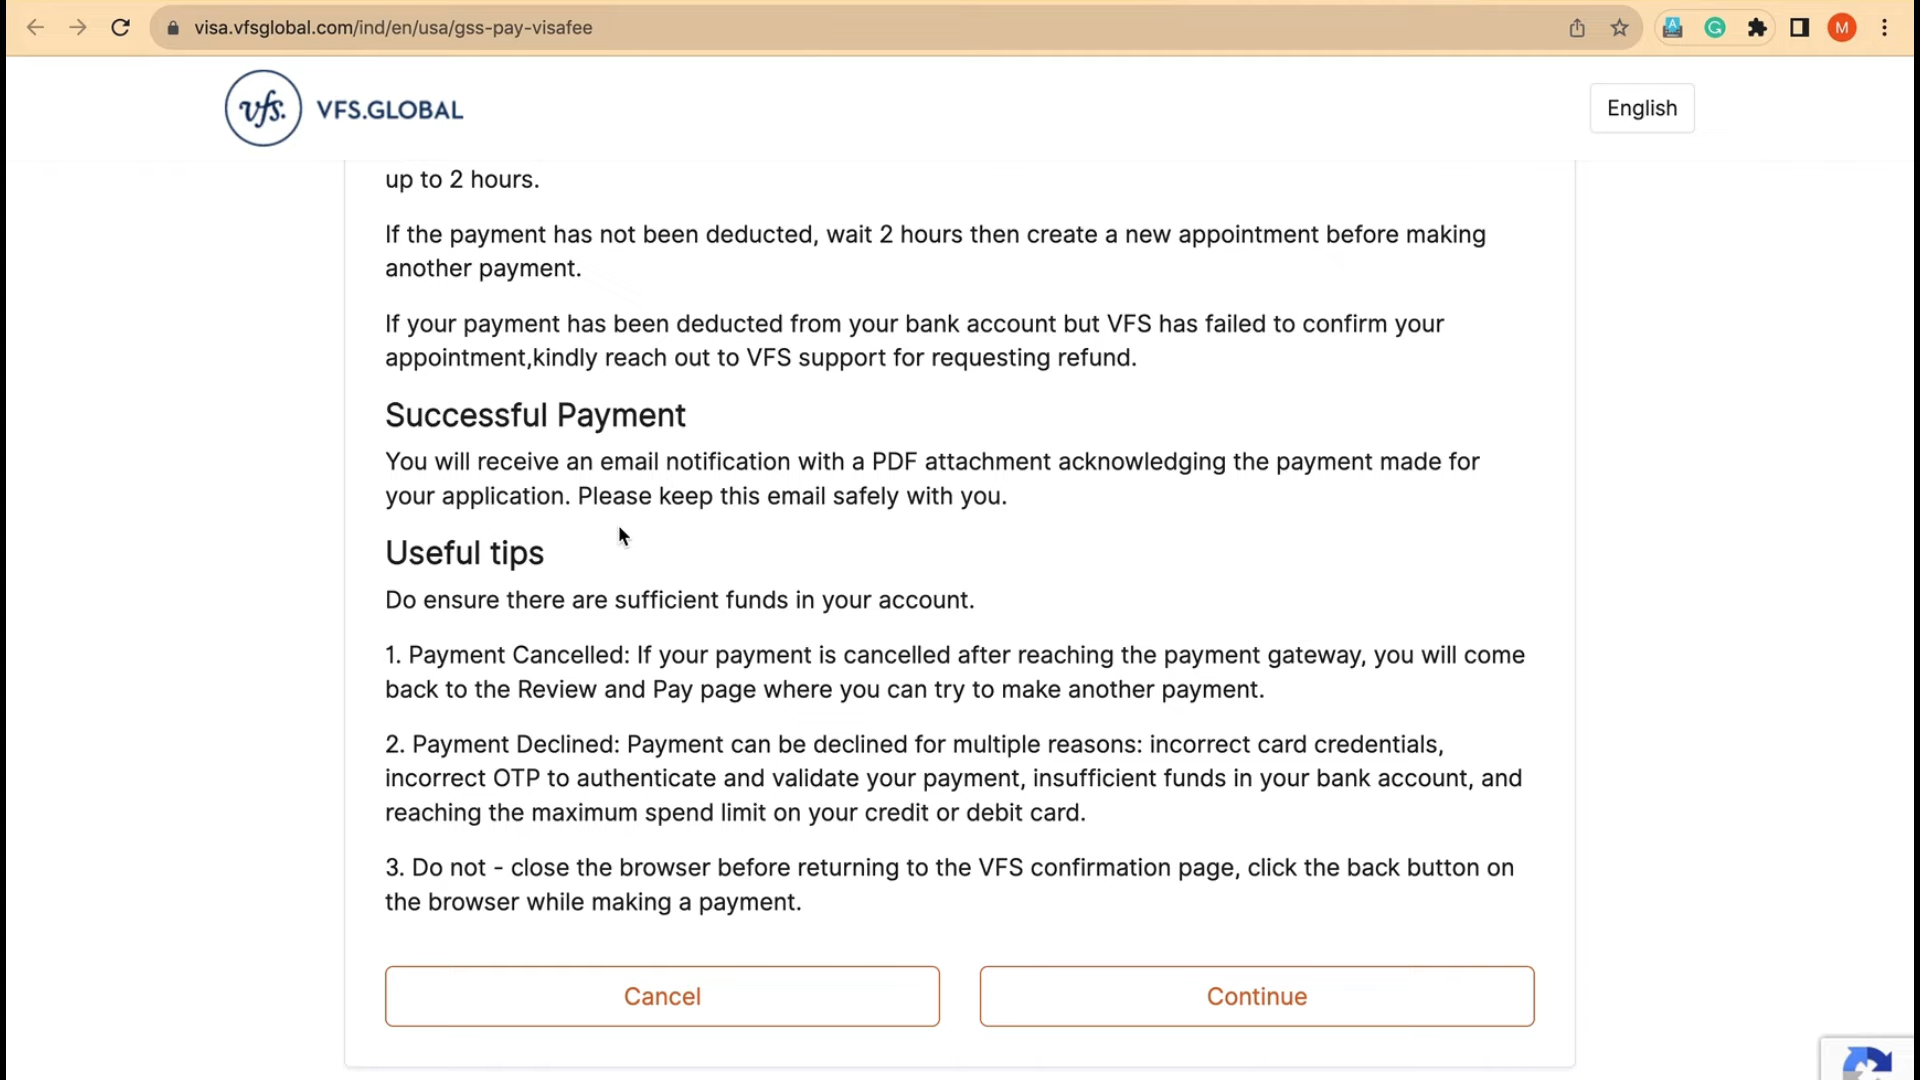 visa.vfsglobal.com/ind/en/usa/gss-pay-visafee
M
vfs.
VFS.GLOBAL
English
up to 2 hours.
If the payment has not been deducted, wait 2 hours then create a new appointment before making
another payment.
If your payment has been deducted from your bank account but VFS has failed to confirm your
appointment,kindly reach out to VFS support for requesting refund.
Successful Payment
You will receive an email notification with a PDF attachment acknowledging the payment made for
your application. Please keep this email safely with you.
Useful tips
Do ensure there are sufficient funds in your account.
1. Payment Cancelled: If your payment is cancelled after reaching the payment gateway, you will come
back to the Review and Pay page where you can try to make another payment.
2. Payment Declined: Payment can be declined for multiple reasons: incorrect card credentials,
incorrect OTP to authenticate and validate your payment, insufficient funds in your bank account, and
reaching the maximum spend limit on your credit or debit card.
3. Do not - close the browser before returning to the VFS confirmation page, click the back button on
the browser while making a payment.
Cancel
Continue